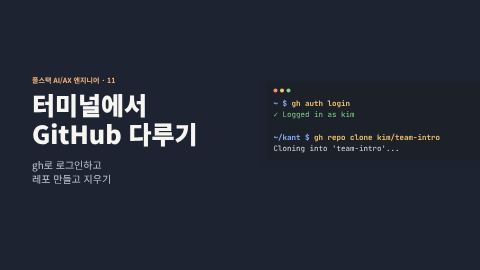 풀스택 AI/AX 엔지니어 · 11
터미널에서
GitHub 다루기
gh로 로그인하고
레포 만들고 지우기
~ $ gh auth login
✓ Logged in as kim
~/kant $ gh repo clone kim/team-intro
Cloning into 'team-intro'...